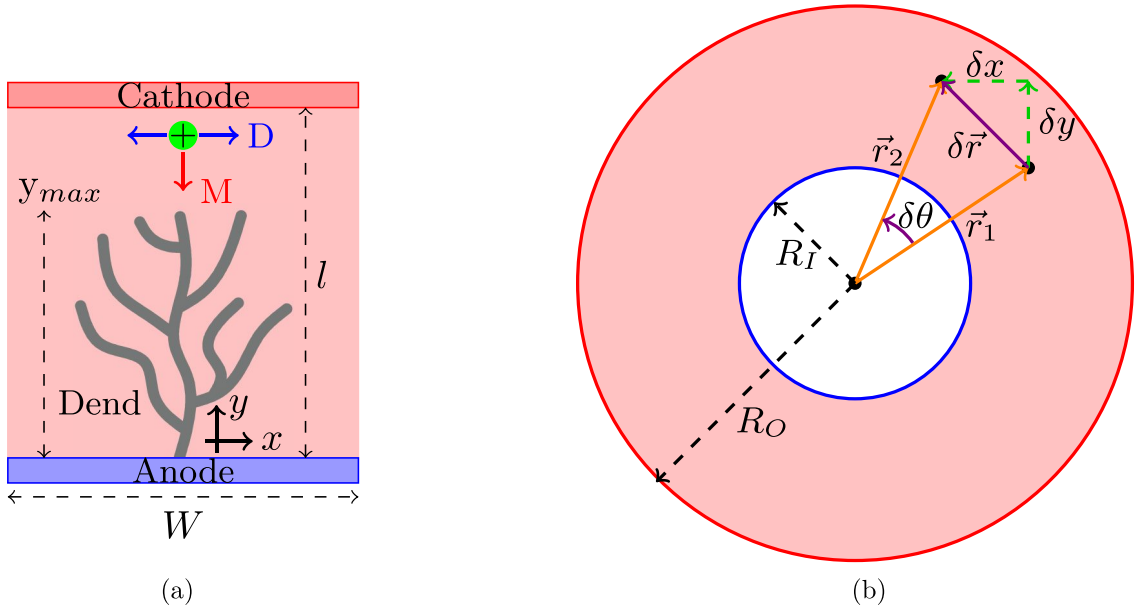 Cathode
+
D
M
y_max
l
Dend
y
x
Anode
W
(a)
δx
δy
δr⃗
r⃗_2
δθ
r⃗_1
R_I
R_O
(b)